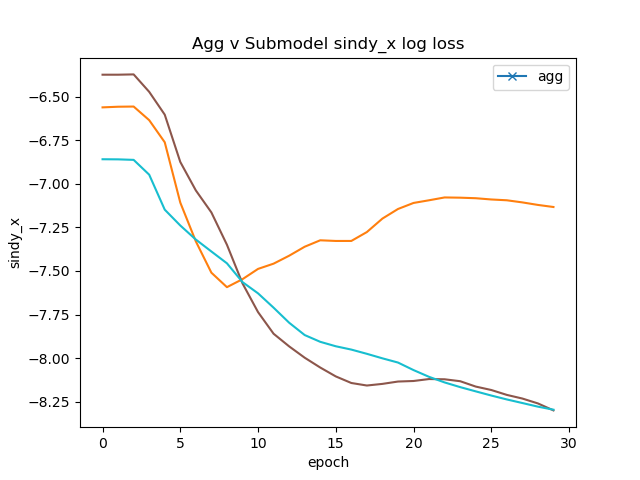 Agg v Submodel sindy_x log loss
agg
sindy_x
−6.50
−6.75
−7.00
−7.25
−7.50
−7.75
−8.00
−8.25
0 5 10 15 20 25 30
epoch